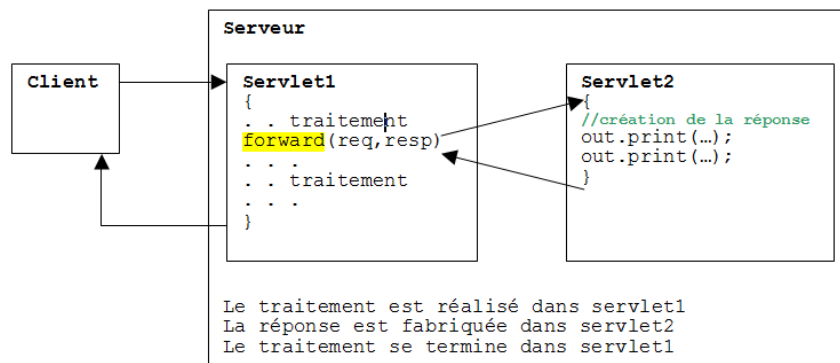 Serveur
Client
Servlet1
{
. . traitement
forward(req,resp)
. . .
. . traitement
. . .
}
Servlet2
{
//création de la réponse
out.print(…);
out.print(…);
}
Le traitement est réalisé dans servlet1
La réponse est fabriquée dans servlet2
Le traitement se termine dans servlet1